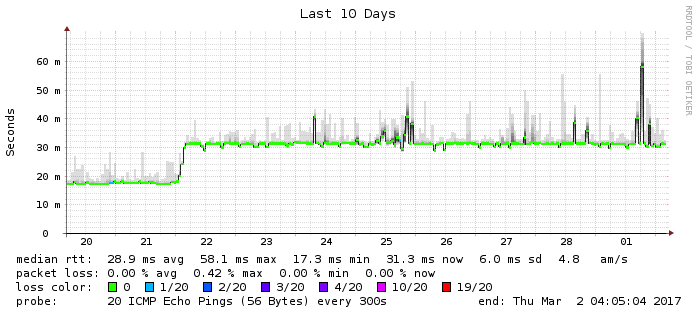 Last 10 Days
RRDTOOL / TOBI OETIKER
Seconds
60 m
50 m
40 m
30 m
20 m
10 m
0
20 21 22 23 24 25 26 27 28 01
median rtt: 28.9 ms avg 58.1 ms max 17.3 ms min 31.3 ms now 6.0 ms sd 4.8 am/s
packet loss: 0.00 % avg 0.42 % max 0.00 % min 0.00 % now
loss color: 0 1/20 2/20 3/20 4/20 10/20 19/20
probe: 20 ICMP Echo Pings (56 Bytes) every 300s end: Thu Mar 2 04:05:04 2017